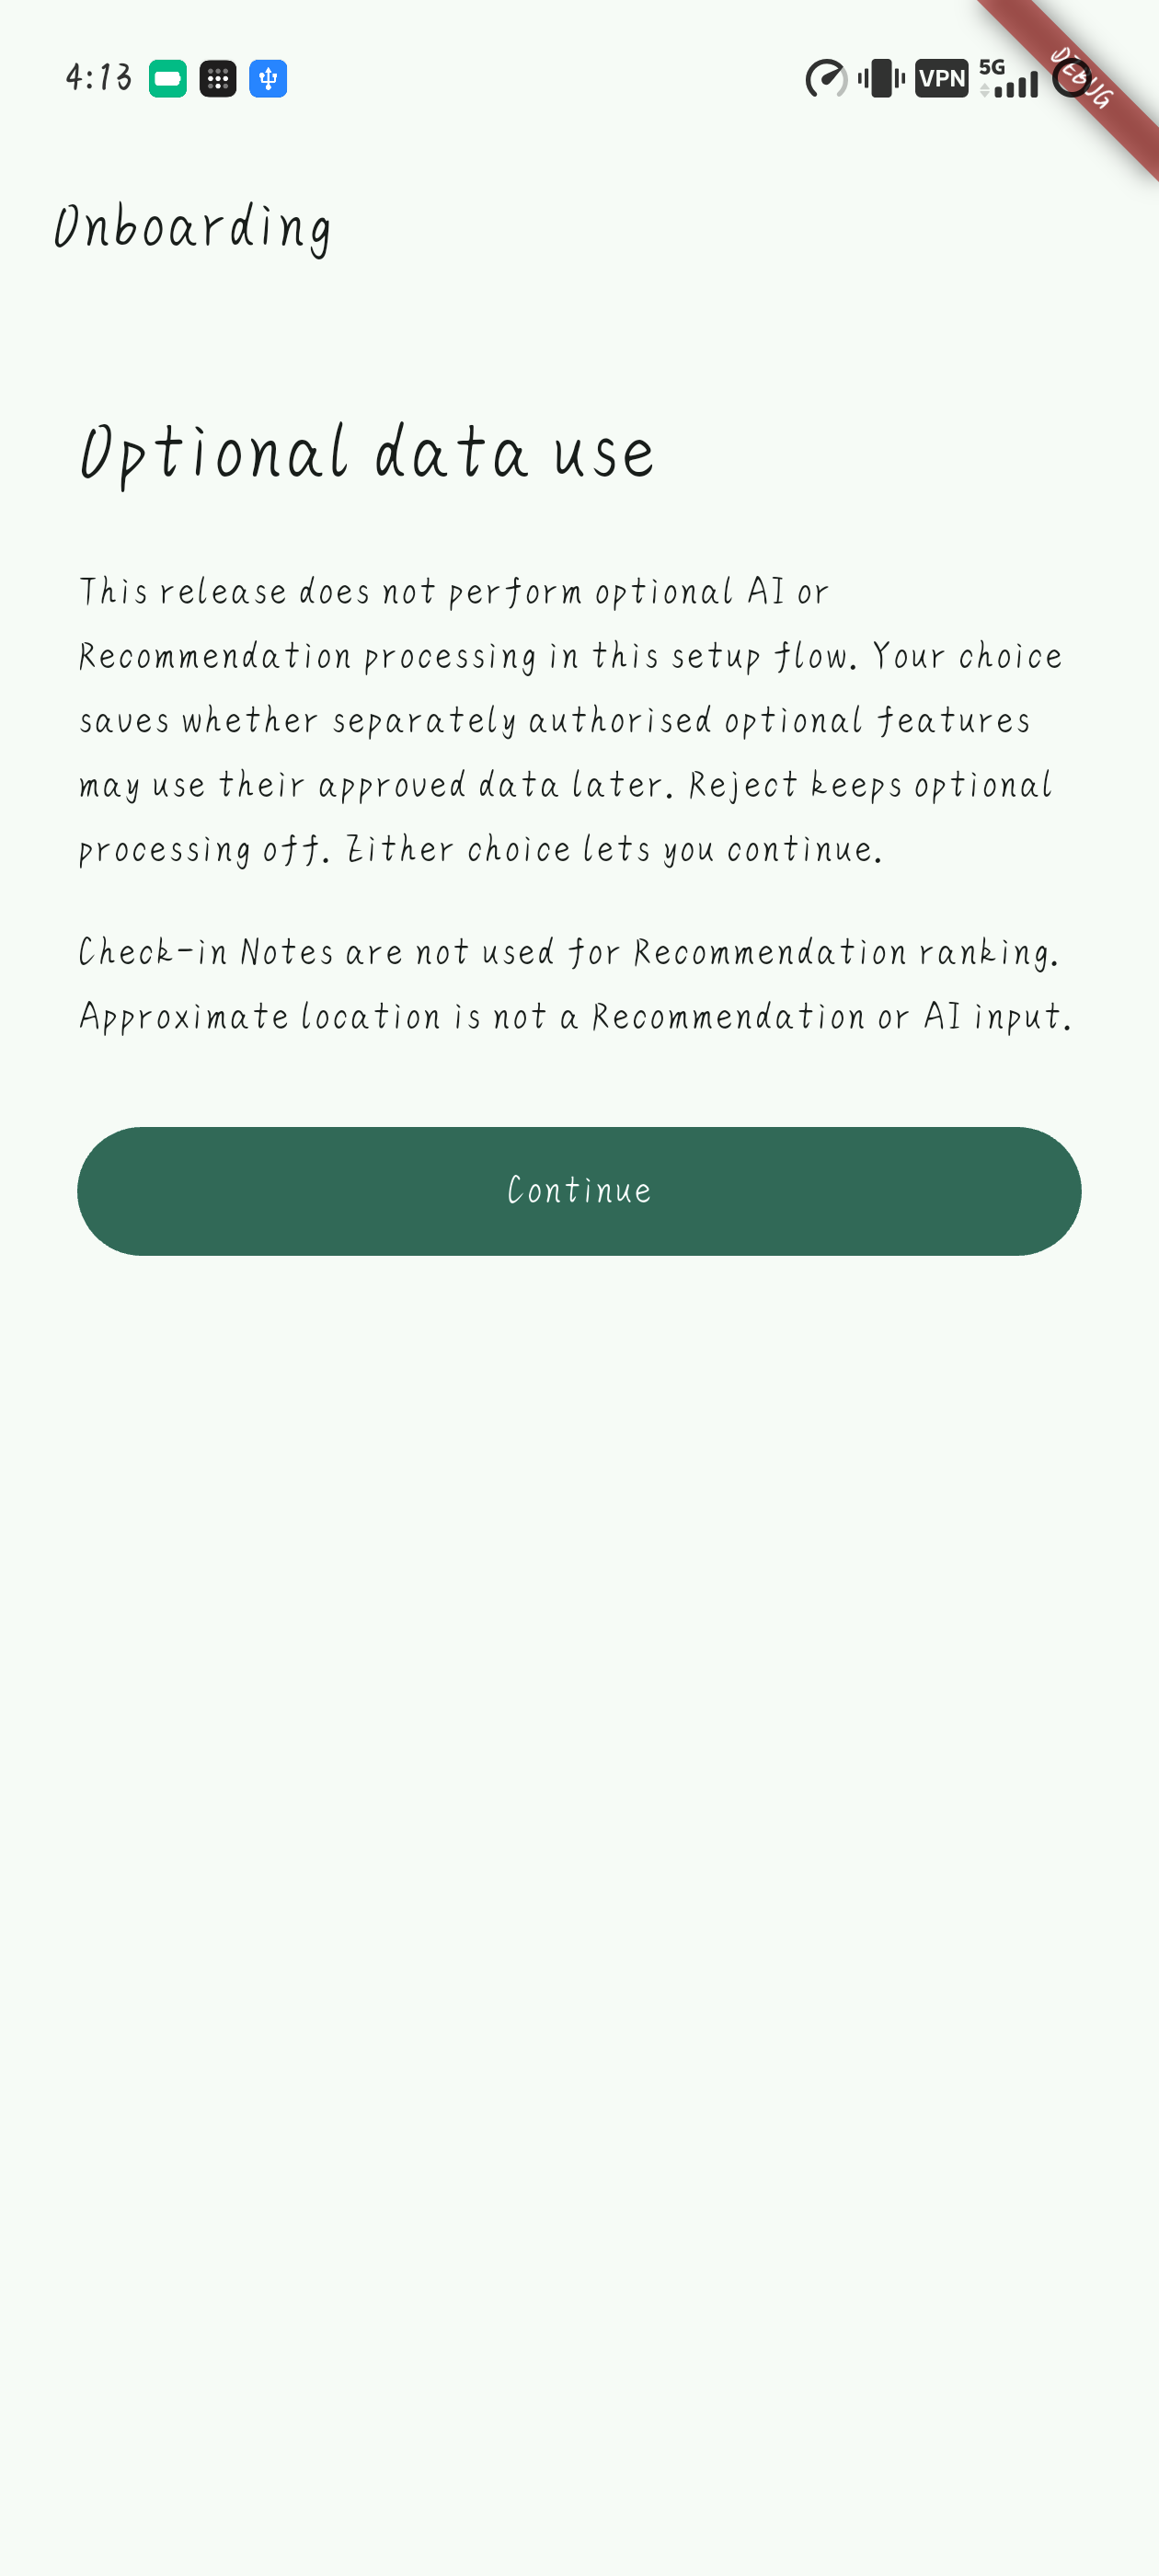 4:13
VPN
5G
DEBUG
Onboarding
Optional data use
This release does not perform optional AI or
Recommendation processing in this setup flow. Your choice
saves whether separately authorised optional features
may use their approved data later. Reject keeps optional
processing off. Either choice lets you continue.
Check-in Notes are not used for Recommendation ranking.
Approximate location is not a Recommendation or AI input.
Continue